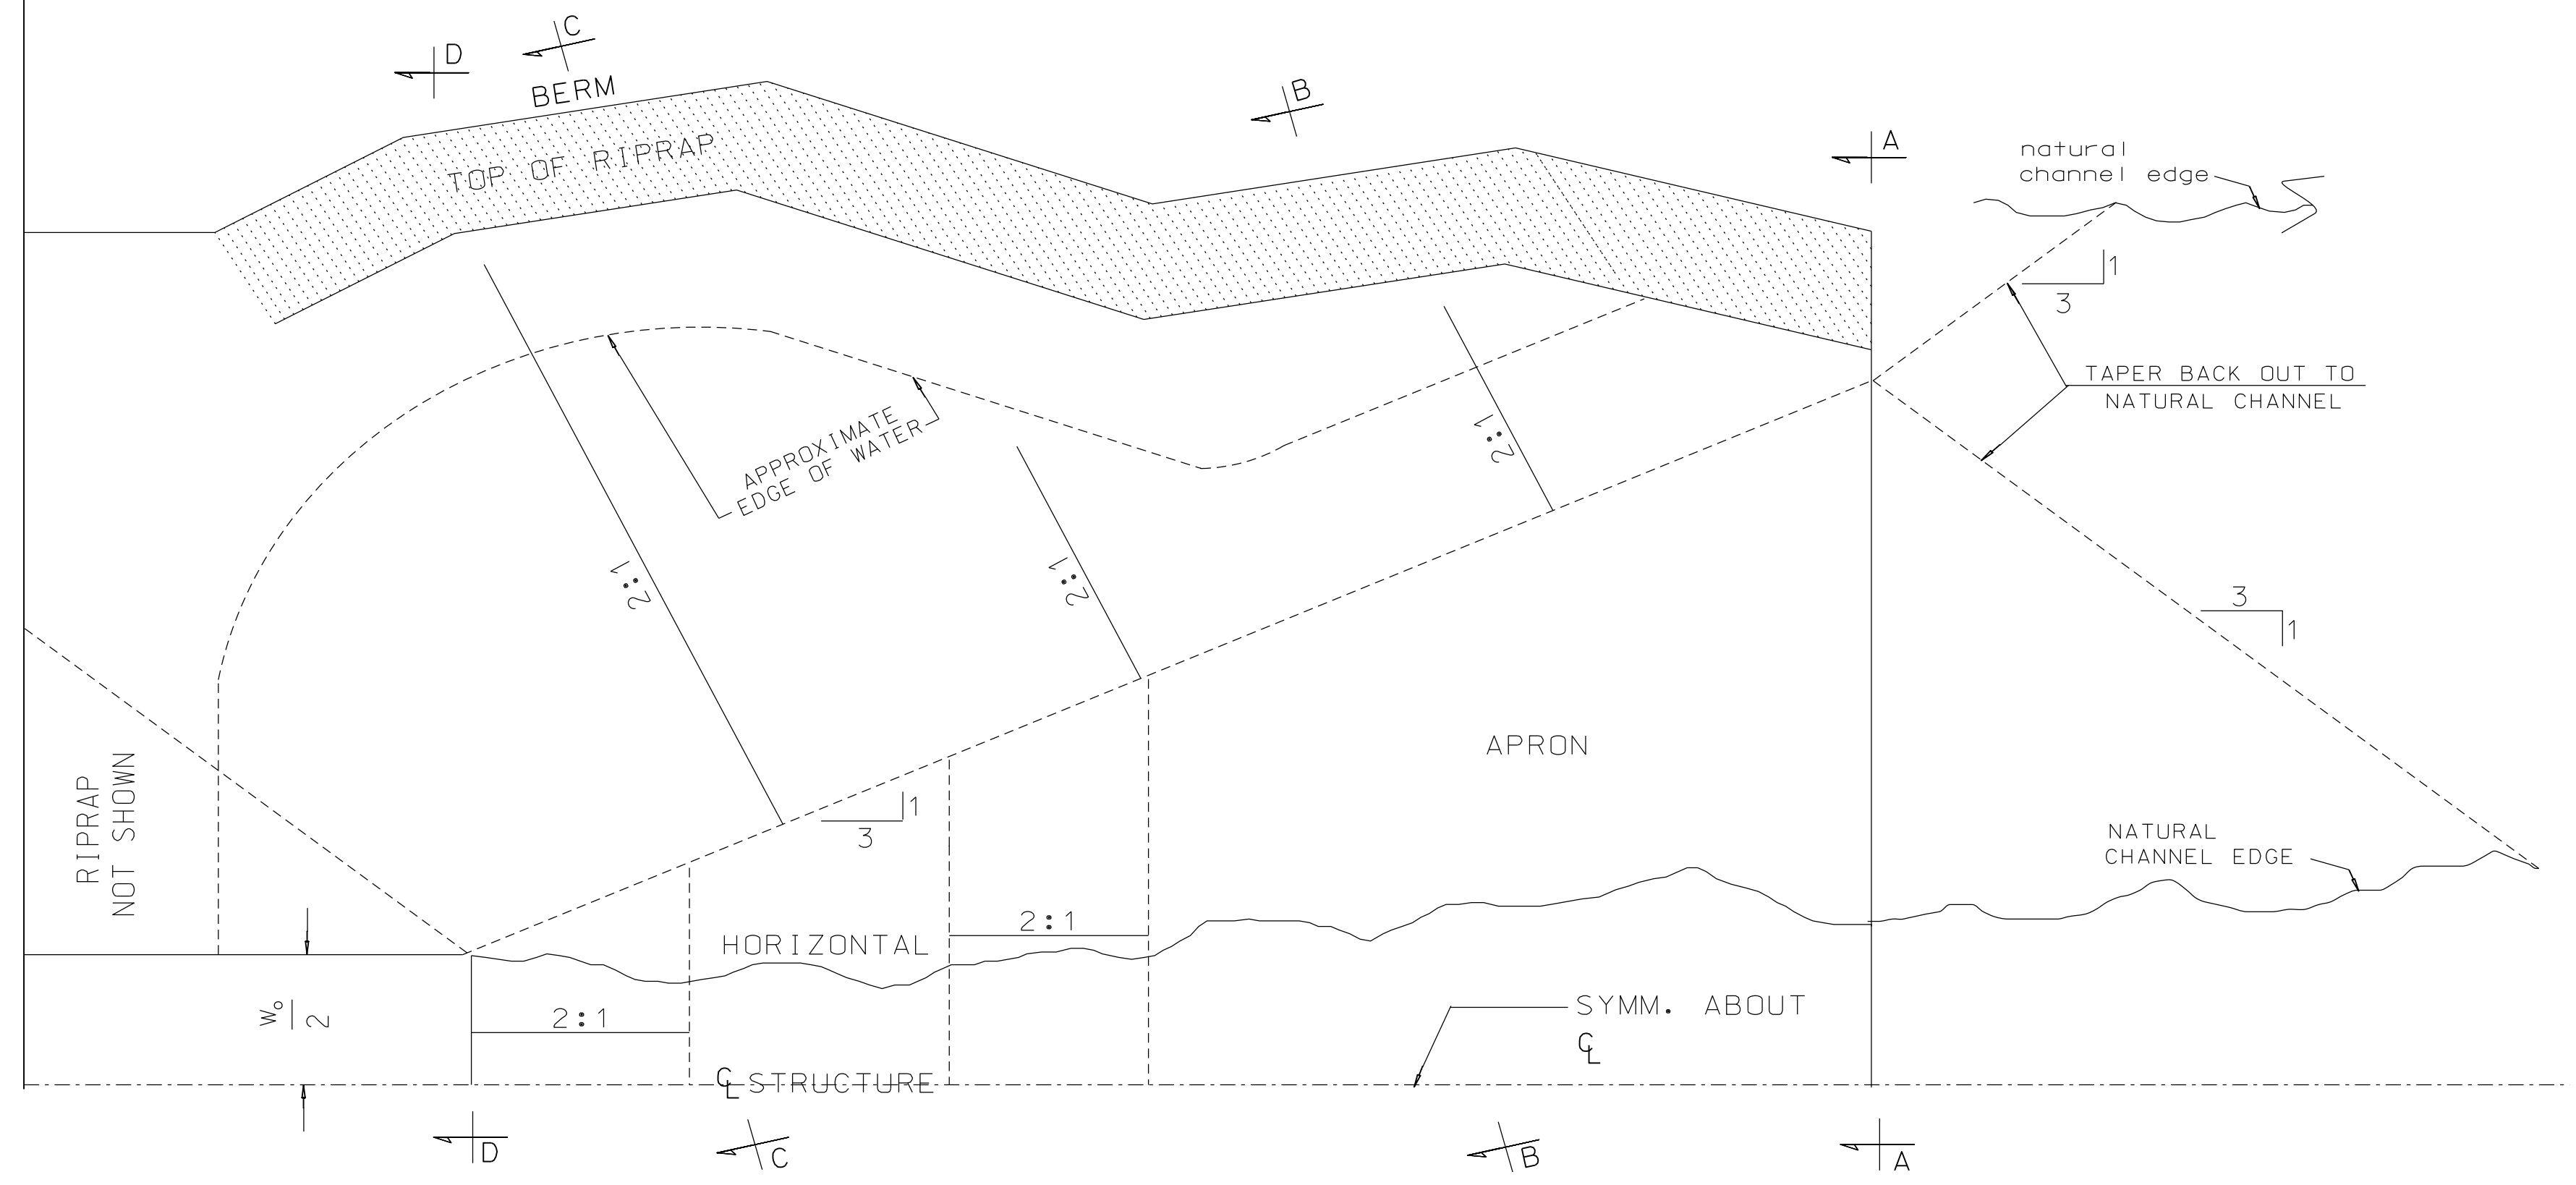 C
D
BERM
B
A
TOP OF RIPRAP
natural
channel edge
1
3
TAPER BACK OUT TO
NATURAL CHANNEL
APPROXIMATE
EDGE OF WATER
2:1
2:1
2:1
3
1
APRON
RIPRAP
NOT SHOWN
1
3
NATURAL
CHANNEL EDGE
2:1
HORIZONTAL
Wo
2
2:1
SYMM. ABOUT
CL
CL STRUCTURE
D
C
B
A